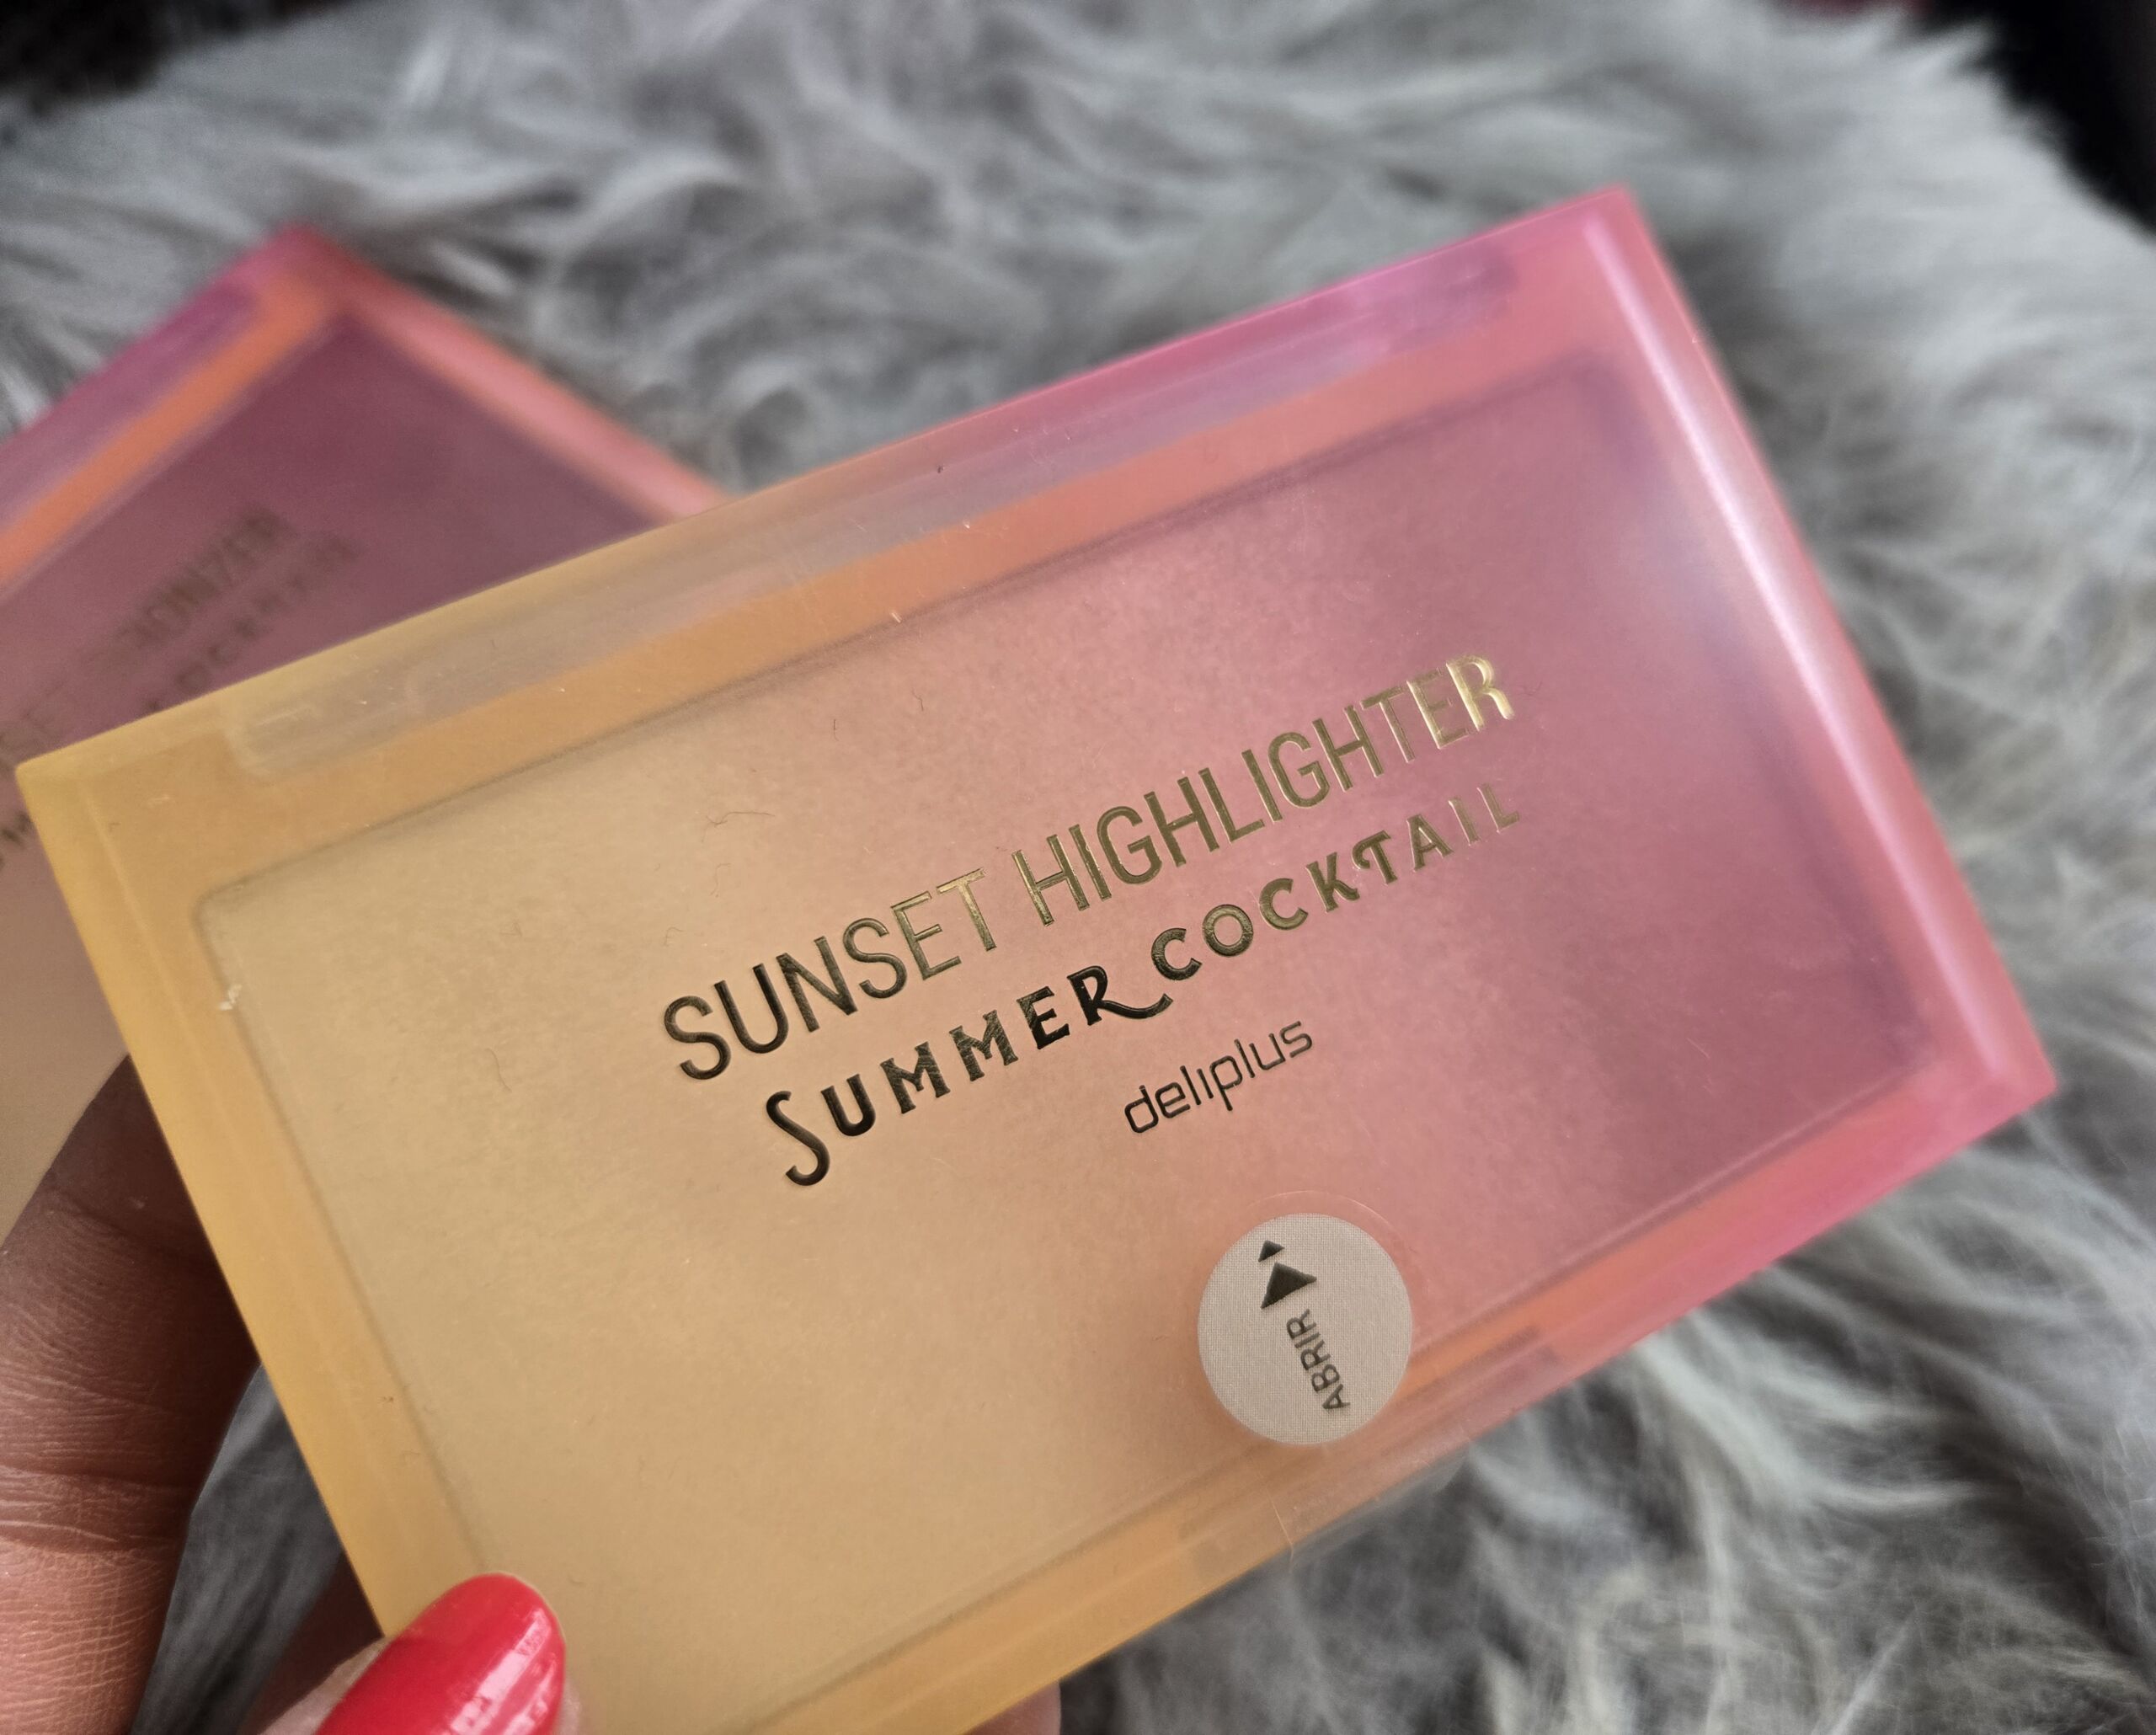 SUNSET HIGHLIGHTER
SUMMER COCKTAIL
deliplus
ABRIR